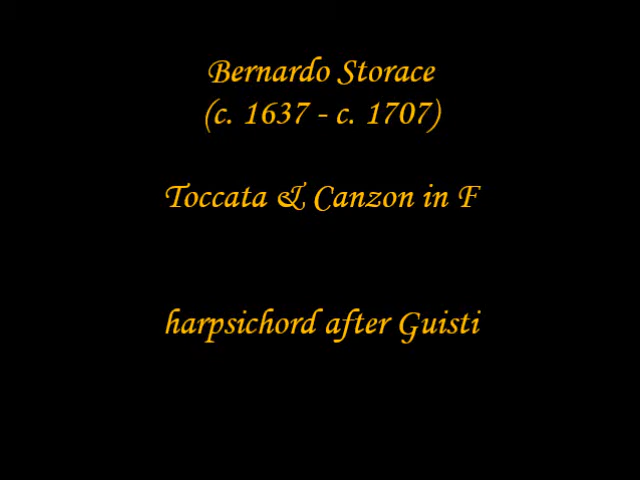 Bernardo Storace
(c. 1637 - c. 1707)
Toccata & Canzon in F
harpsichord after Guisti